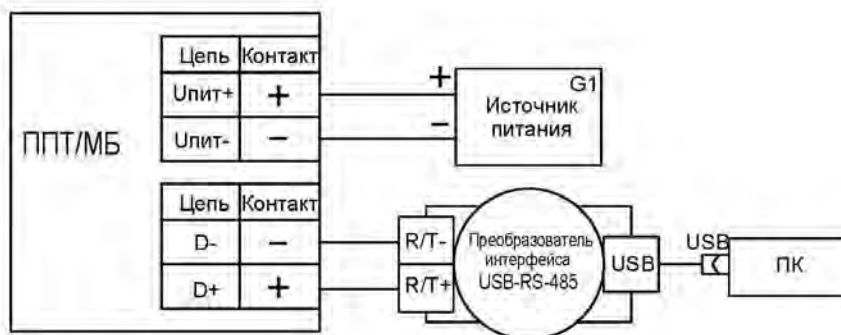 ППТ/МБ
Цепь Контакт
Uпит+ +
Uпит- -
Цепь Контакт
D- -
D+ +
+
-
G1
Источник
питания
R/T-
R/T+
Преобразователь
интерфейса
USB-RS-485
USB
USB
ПК